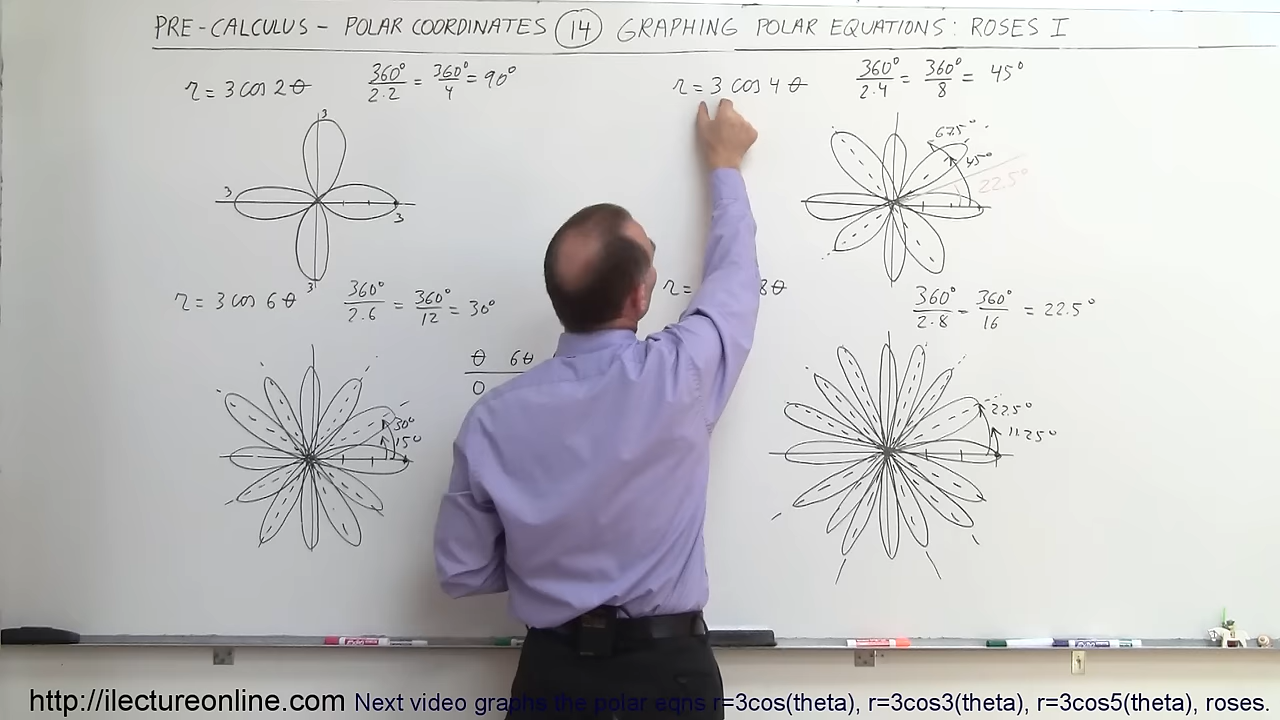 PRE-CALCULUS - POLAR COORDINATES 14 GRAPHING POLAR EQUATIONS: ROSES I
r = 3 cos 2θ 360°/2·2 = 360°/4 = 90°
3
3
3
3
r = 3 cos 4θ 360°/2·4 = 360°/8 = 45°
67.5°
45°
22.5°
r = 3 cos 6θ 360°/2·6 = 360°/12 = 30°
θ 6θ
0
30°
15°
r = 8θ 360°/2·8 = 360°/16 = 22.5°
22.5°
11.25°
http://ilectureonline.com Next video graphs the polar eqns r=3cos(theta), r=3cos3(theta), r=3cos5(theta), roses.